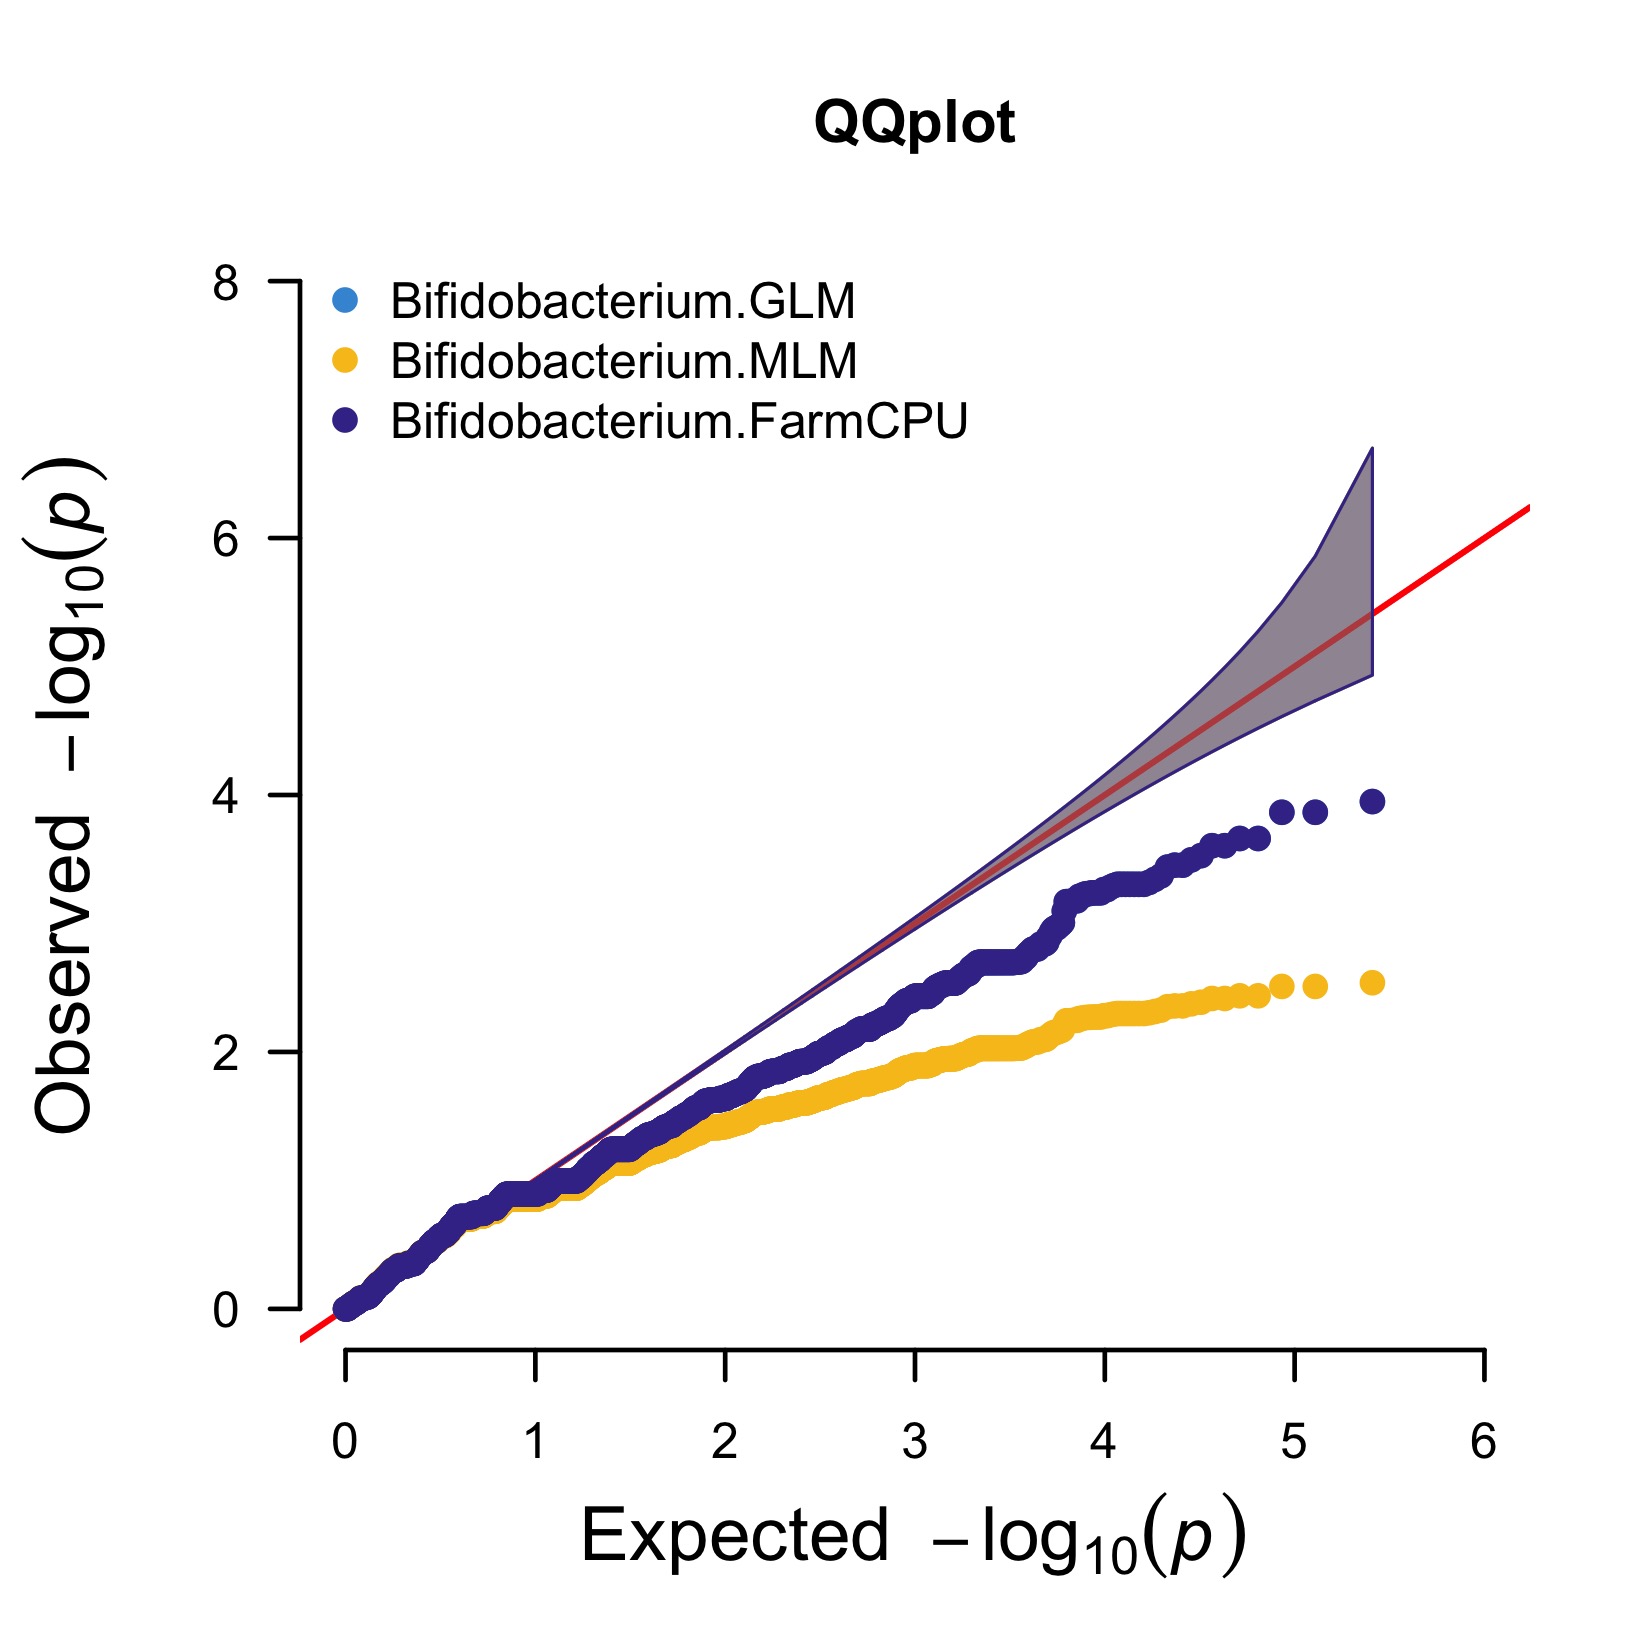 QQplot
8
Bifidobacterium.GLM
Bifidobacterium.MLM
Bifidobacterium.FarmCPU
6
4
2
0
Observed −log10(p)
0 1 2 3 4 5 6
Expected −log10(p)